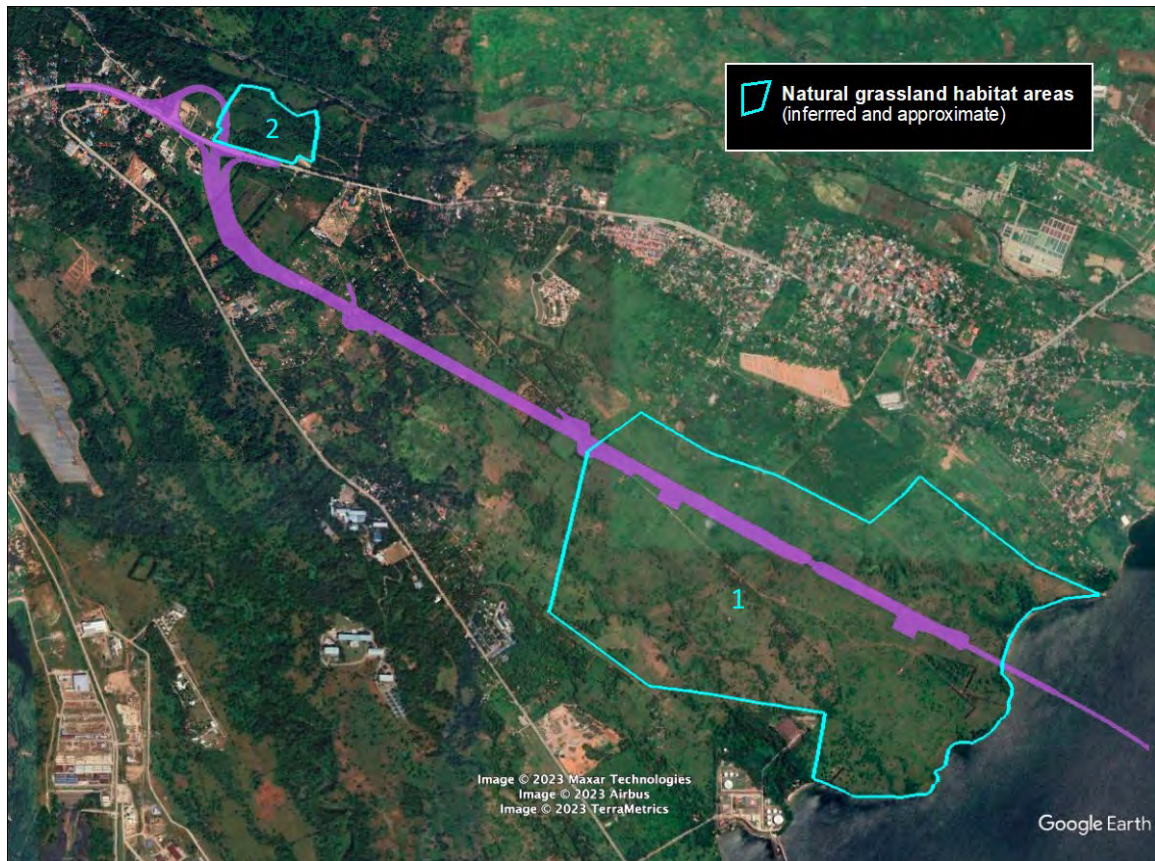 Natural grassland habitat areas
(inferrred and approximate)
2
1
Image © 2023 Maxar Technologies
Image © 2023 Airbus
Image © 2023 TerraMetrics
Google Earth